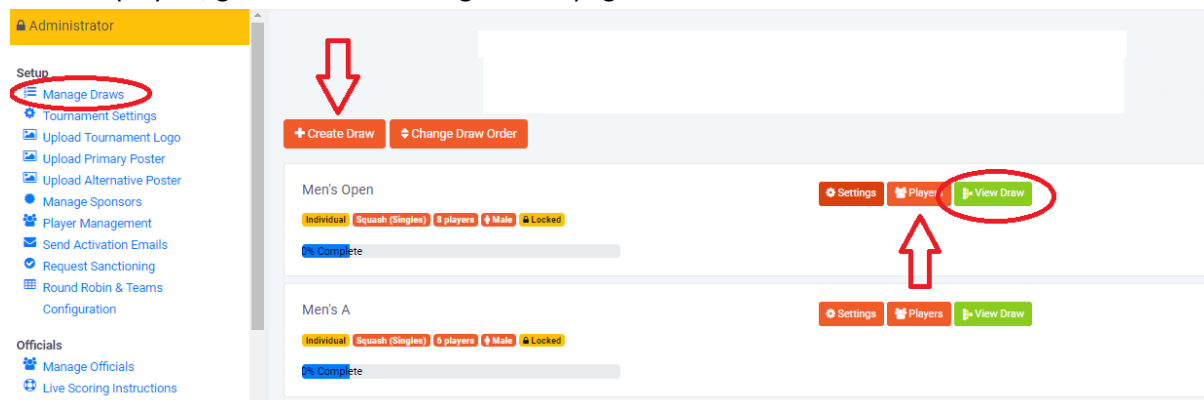 Administrator
Setup
Manage Draws
Tournament Settings
Upload Tournament Logo
Upload Primary Poster
Upload Alternative Poster
Manage Sponsors
Player Management
Send Activation Emails
Request Sanctioning
Round Robin & Teams
Configuration
Officials
Manage Officials
Live Scoring Instructions
Create Draw Change Draw Order
Men's Open Settings Players View Draw
Individual Squash (Singles) 8 players Male Locked
0% Complete
Men's A Settings Players View Draw
Individual Squash (Singles) 6 players Male Locked
0% Complete